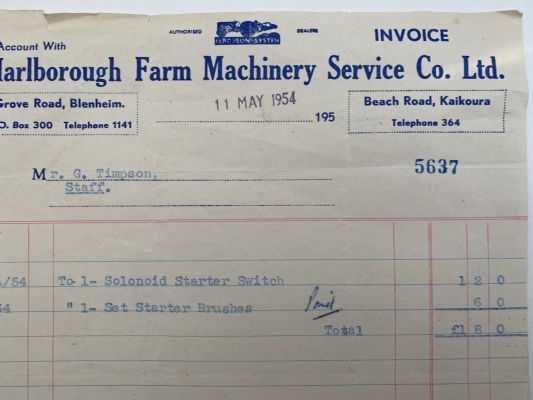 Account With
AUTHORISED FERGUSON SYSTEM DEALERS
INVOICE
Marlborough Farm Machinery Service Co. Ltd.
Grove Road, Blenheim.
P.O. Box 300 Telephone 1141
11 MAY 1954
195
Beach Road, Kaikoura
Telephone 364
Mr. G. Timpson,
Staff.
5637
/54 To 1- Solonoid Starter Switch 1 2 0
54 " 1- Set Starter Brushes 6 0
Paid
Total £1 8 0